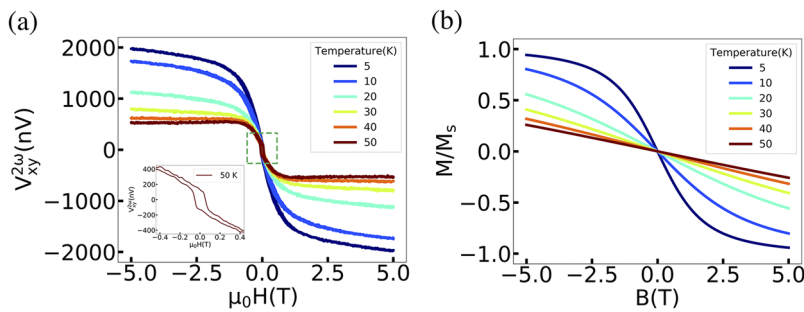 (a)
Temperature(K)
5
10
20
30
40
50
2000
1000
0
−1000
−2000
V²ω xy (nV)
−5.0 −2.5 0.0 2.5 5.0
μ₀H(T)
50 K
400
200
0
−200
−400
V²ω xy (nV)
−0.4 −0.2 0.0 0.2 0.4
μ₀H(T)
(b)
Temperature(K)
5
10
20
30
40
50
1.0
0.5
0.0
−0.5
−1.0
M/Mₛ
−5.0 −2.5 0.0 2.5 5.0
B(T)